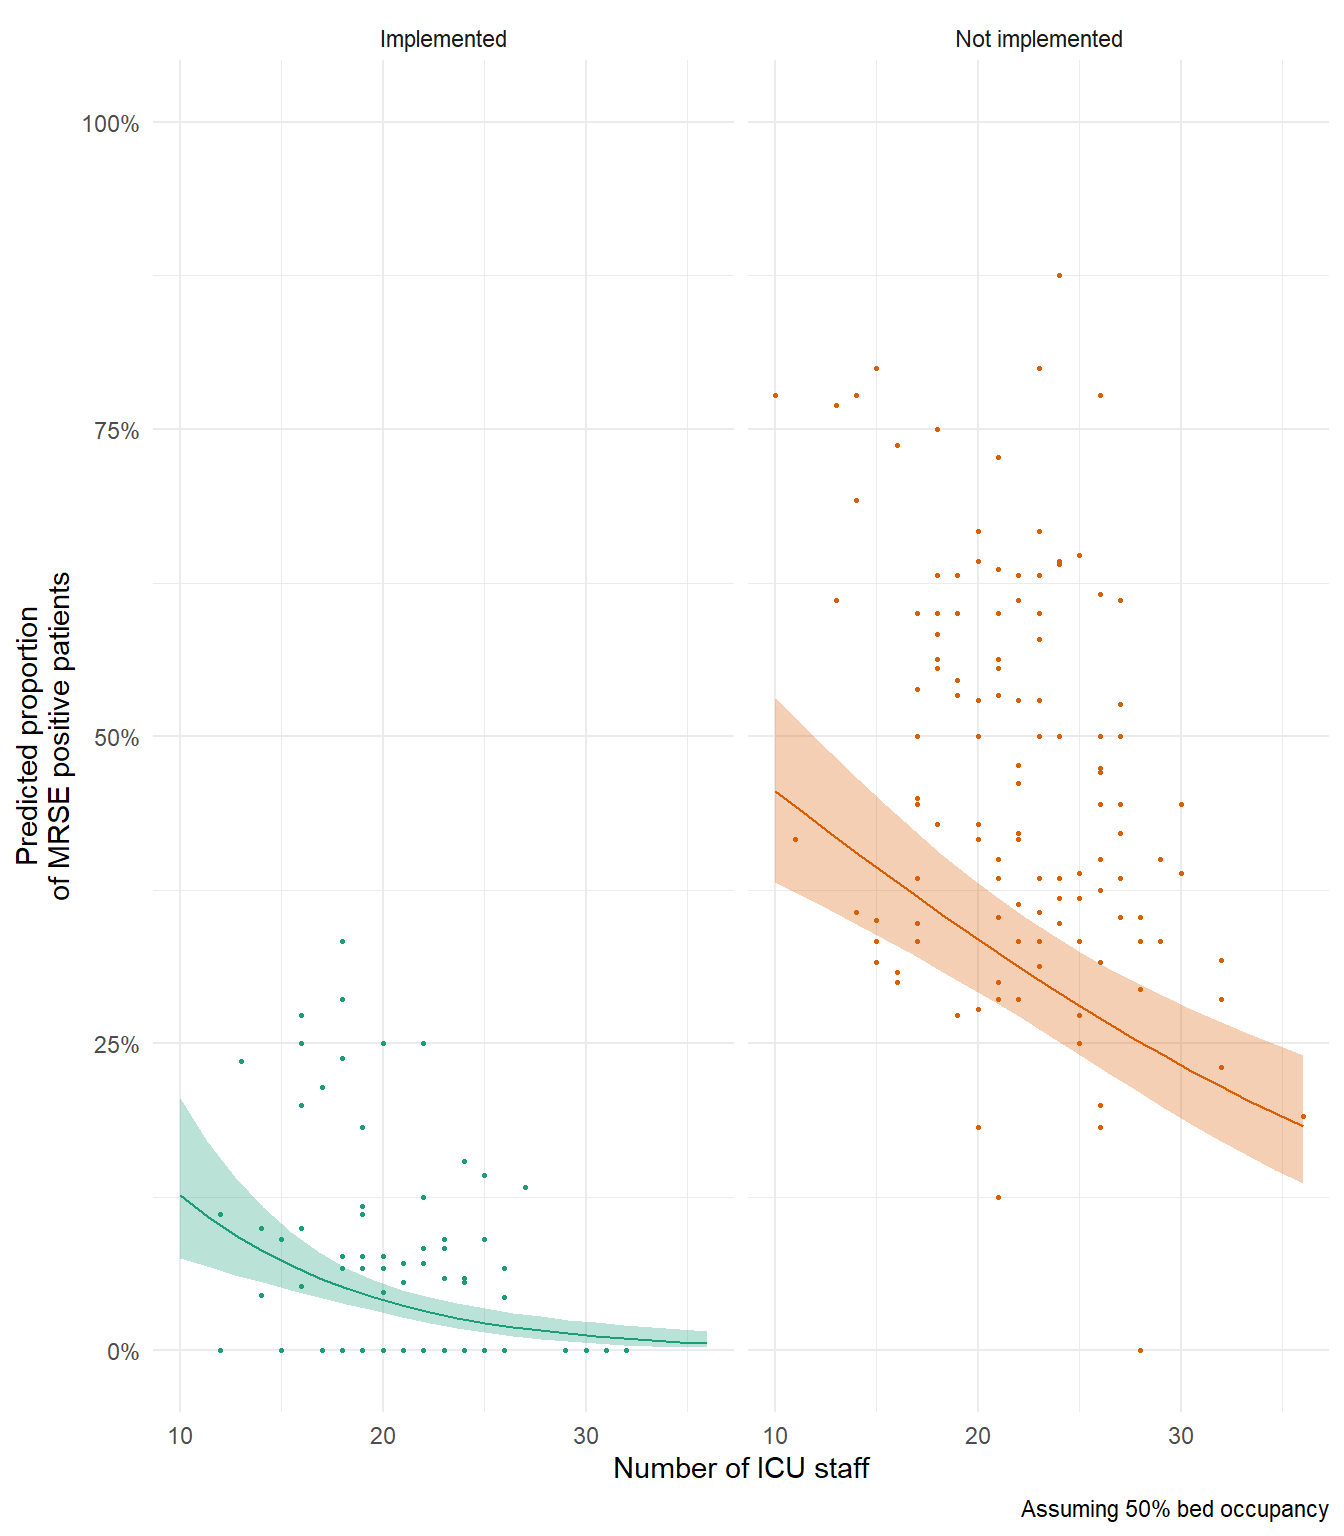 Implemented
Not implemented
100%
75%
50%
25%
0%
Predicted proportion
of MRSE positive patients
10
20
30
10
20
30
Number of ICU staff
Assuming 50% bed occupancy